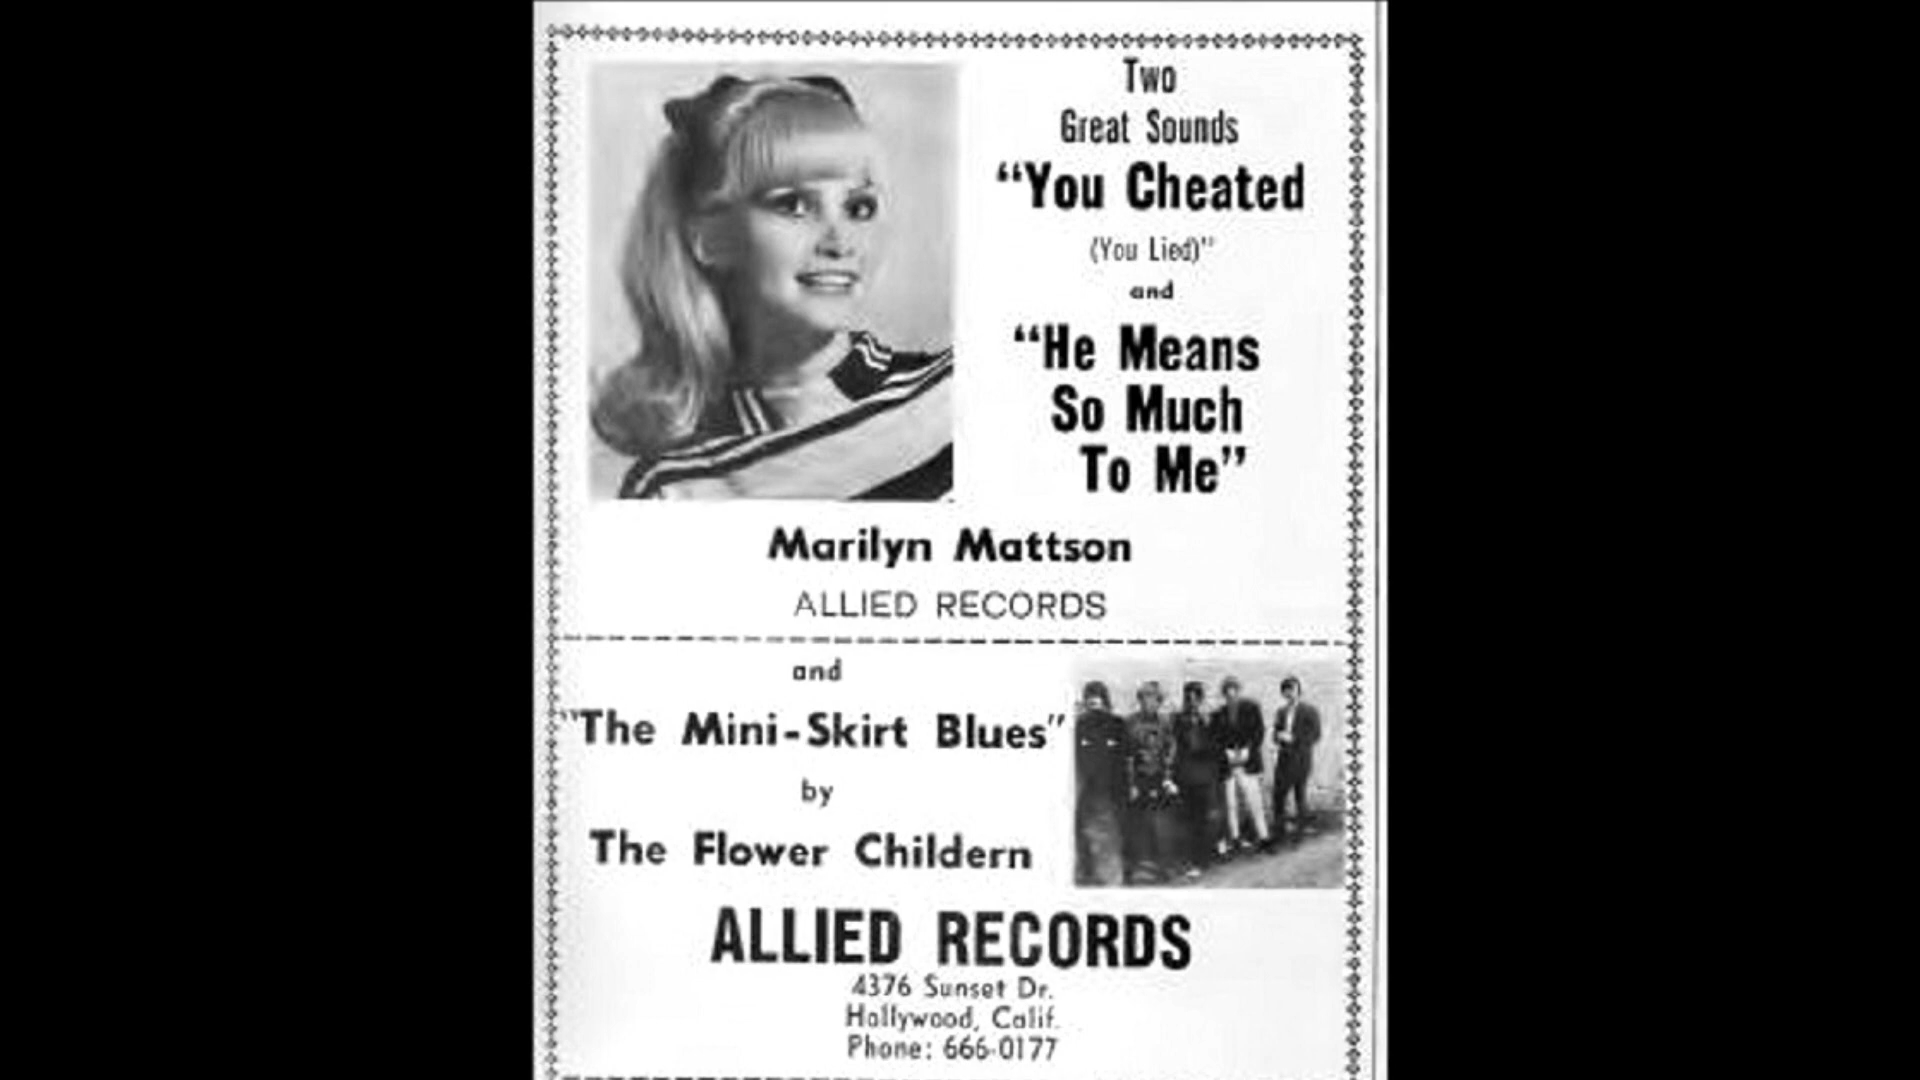 Two
Great Sounds
“You Cheated
(You Lied)"
and
“He Means
So Much
To Me”
Marilyn Mattson
ALLIED RECORDS
and
"The Mini-Skirt Blues"
by
The Flower Childern
ALLIED RECORDS
4376 Sunset Dr.
Hollywood, Calif.
Phone: 666-0177